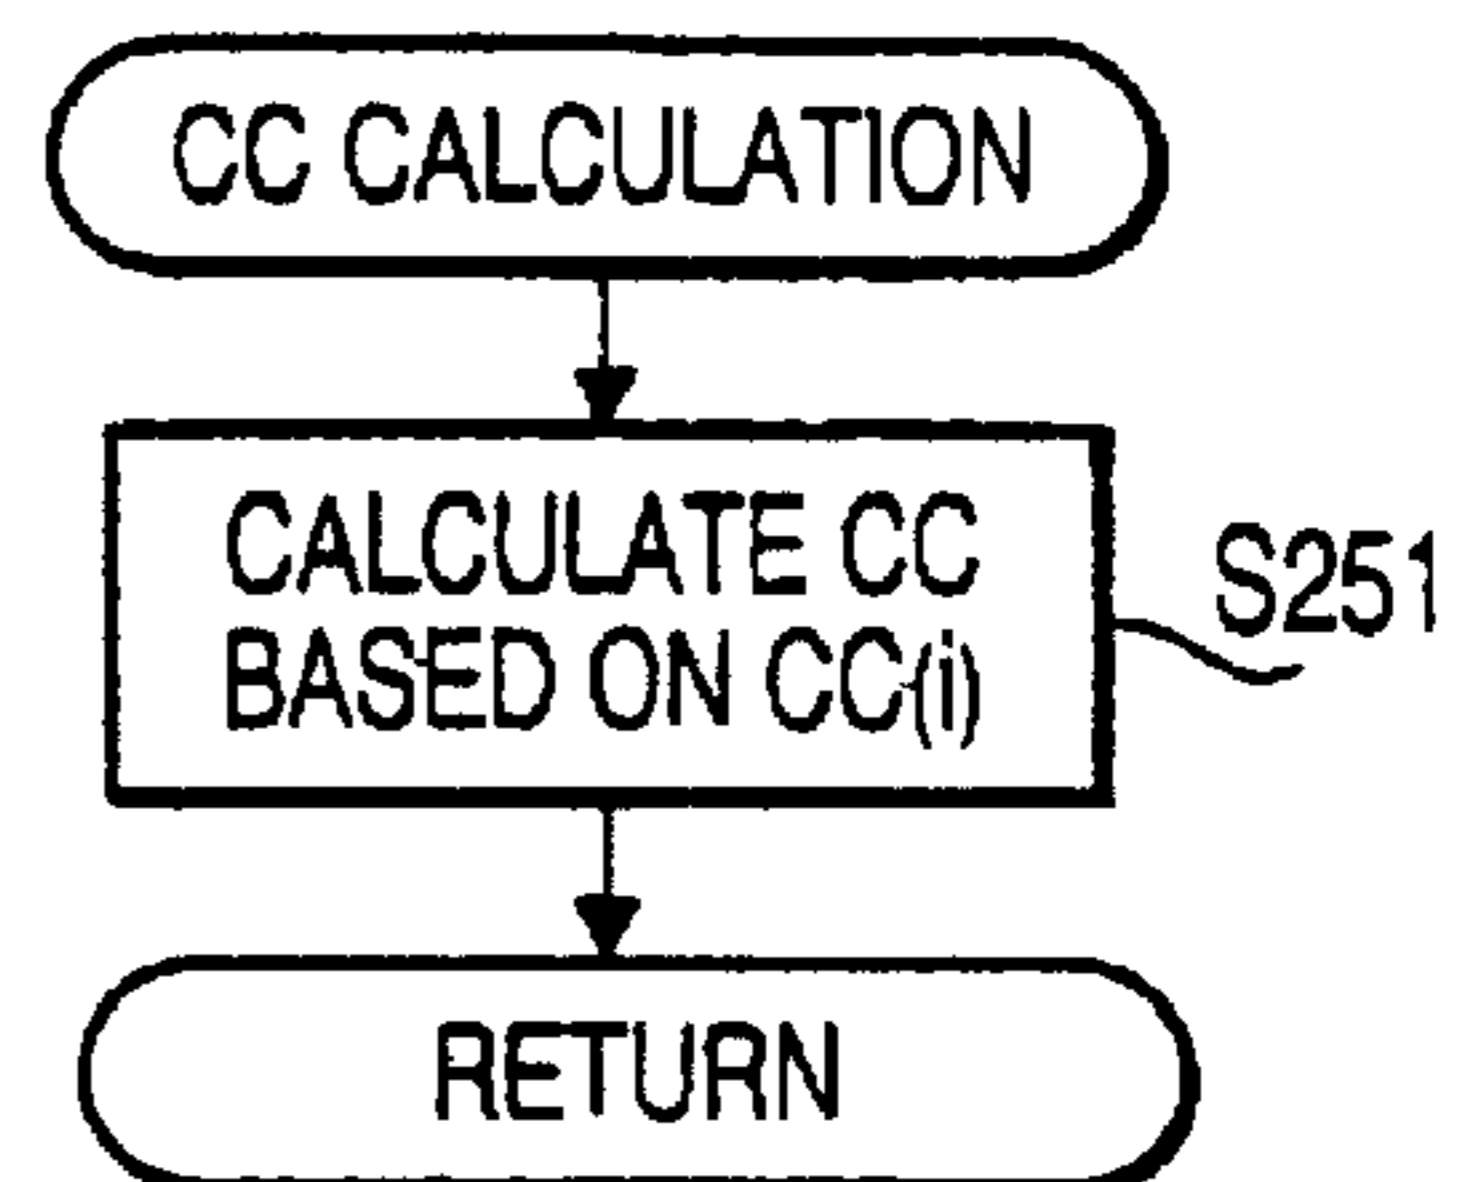 CC CALCULATION
CALCULATE CC
BASED ON CC(i)
S251
RETURN